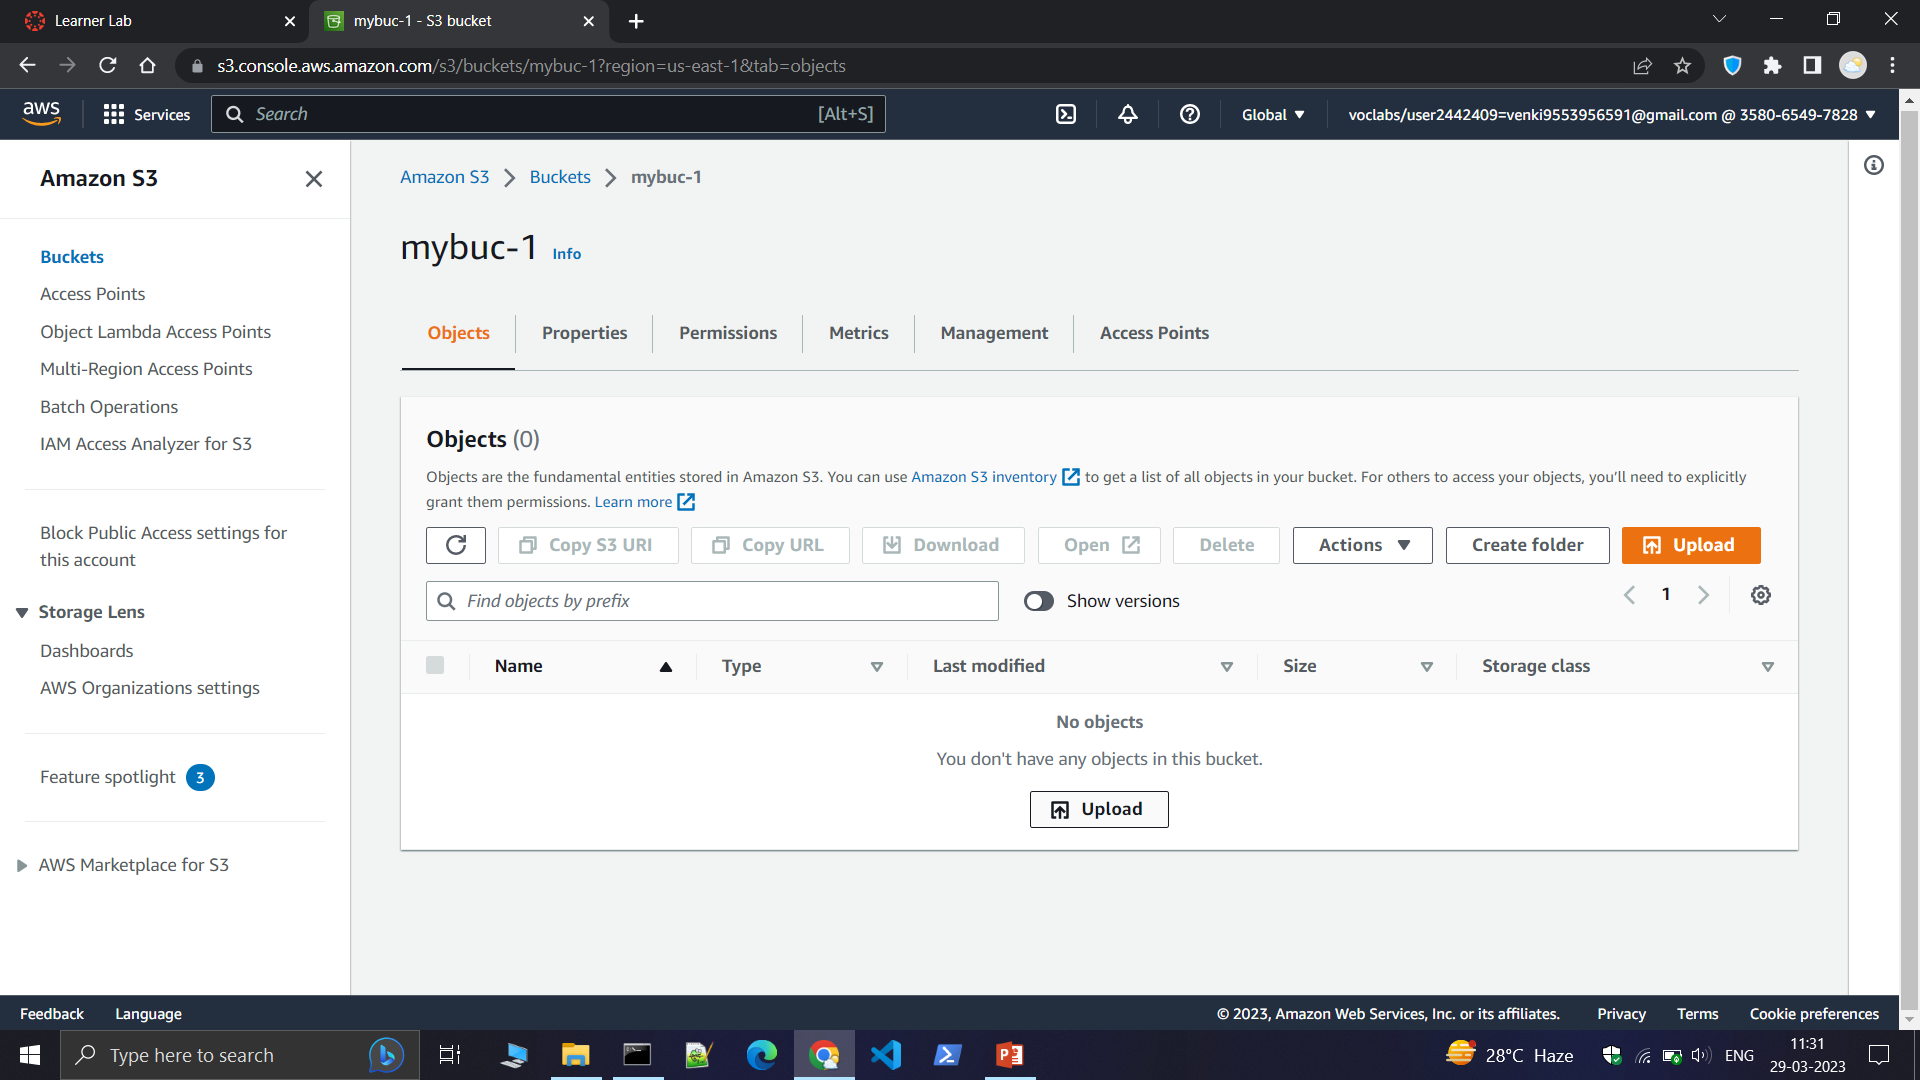 Learner Lab
mybuc-1 - S3 bucket
s3.console.aws.amazon.com/s3/buckets/mybuc-1?region=us-east-1&tab=objects
aws
Services
Search
[Alt+S]
Global
voclabs/user2442409=venki9553956591@gmail.com @ 3580-6549-7828
Amazon S3
Buckets
Access Points
Object Lambda Access Points
Multi-Region Access Points
Batch Operations
IAM Access Analyzer for S3
Block Public Access settings for
this account
Storage Lens
Dashboards
AWS Organizations settings
Feature spotlight 3
AWS Marketplace for S3
Amazon S3 > Buckets > mybuc-1
mybuc-1 Info
Objects
Properties
Permissions
Metrics
Management
Access Points
Objects (0)
Objects are the fundamental entities stored in Amazon S3. You can use Amazon S3 inventory to get a list of all objects in your bucket. For others to access your objects, you’ll need to explicitly
grant them permissions. Learn more
Copy S3 URI
Copy URL
Download
Open
Delete
Actions
Create folder
Upload
Find objects by prefix
Show versions
1
Name
Type
Last modified
Size
Storage class
No objects
You don't have any objects in this bucket.
Upload
Feedback
Language
© 2023, Amazon Web Services, Inc. or its affiliates.
Privacy
Terms
Cookie preferences
Type here to search
28°C Haze
ENG
11:31
29-03-2023